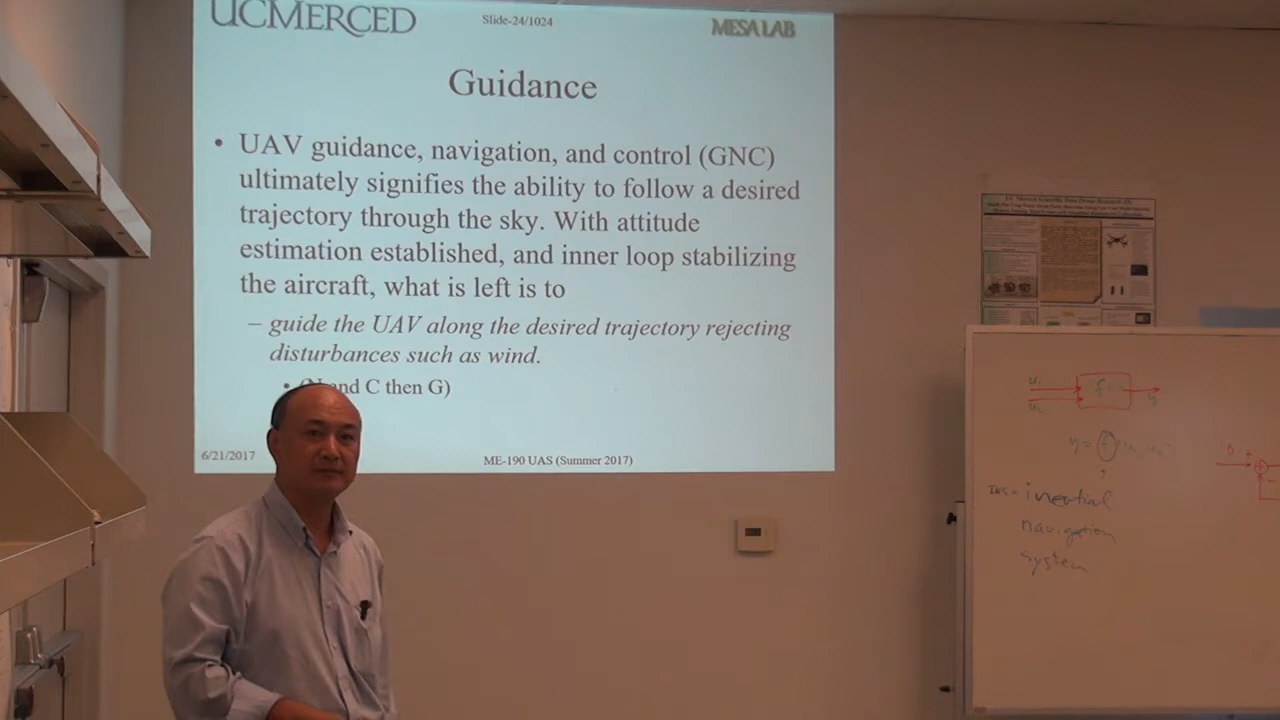 UCMERCED
Slide-24/1024
MESA LAB
Guidance
• UAV guidance, navigation, and control (GNC)
ultimately signifies the ability to follow a desired
trajectory through the sky. With attitude
estimation established, and inner loop stabilizing
the aircraft, what is left is to
– guide the UAV along the desired trajectory rejecting
disturbances such as wind.
and C then G)
6/21/2017
ME-190 UAS (Summer 2017)
u₁
u₂
f
y
INS = inertial
navigation
system